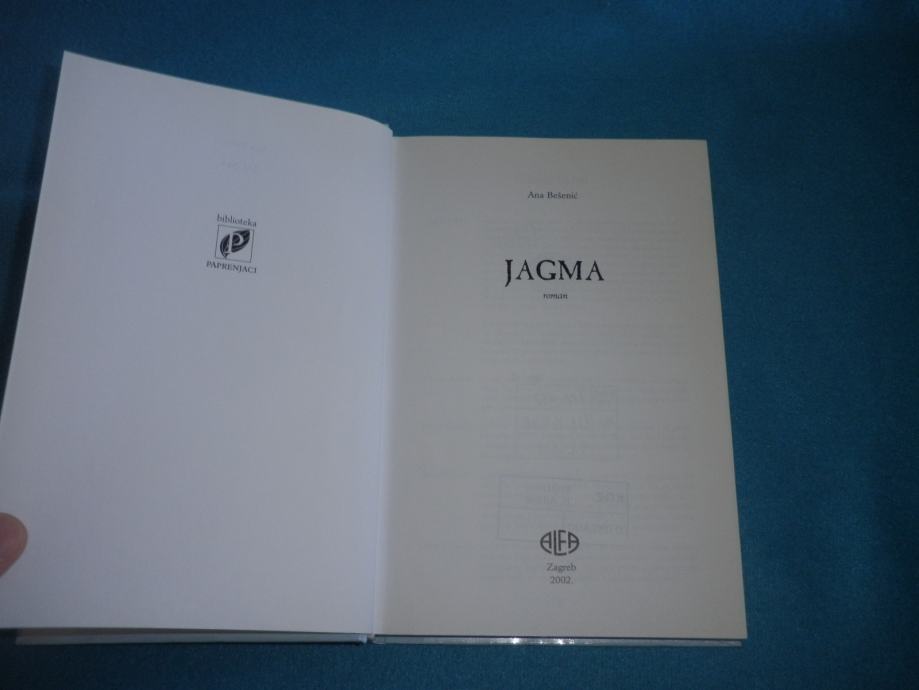 biblioteka
P
PAPRENJACI
Ana Bešenić
JAGMA
roman
ALFA
Zagreb
2002.